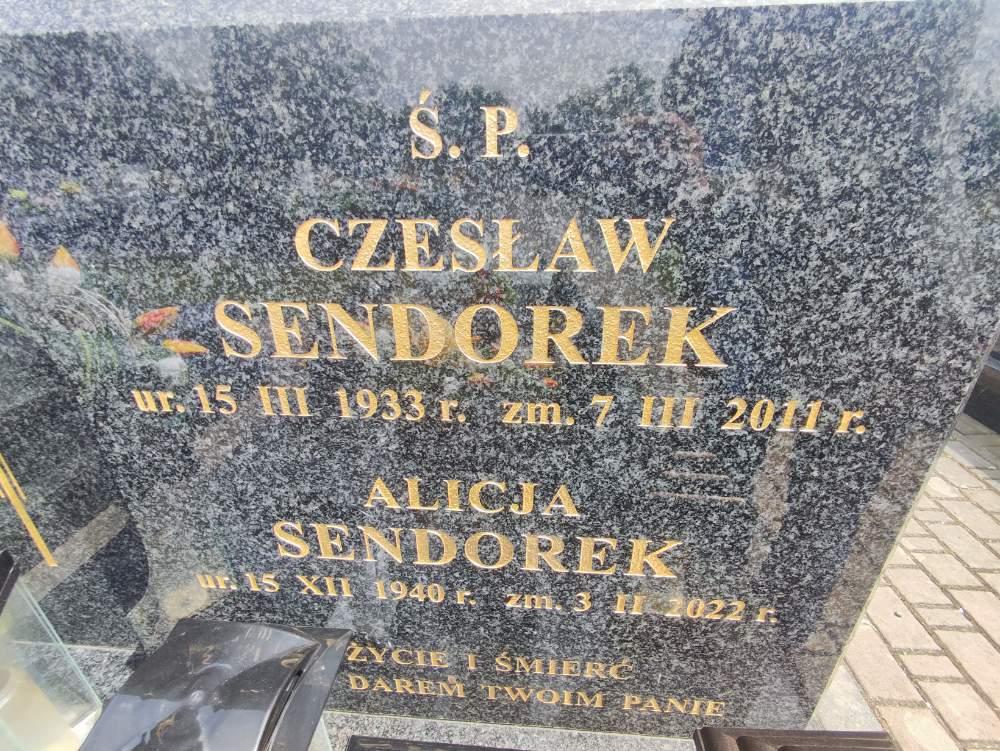 Ś. P.
CZESŁAW
SENDOREK
ur. 15 III 1933 r. zm. 7 III 2011 r.
ALICJA
SENDOREK
ur. 15 XII 1940 r. zm. 3 II 2022 r.
ŻYCIE I ŚMIERĆ
DAREM TWOIM PANIE